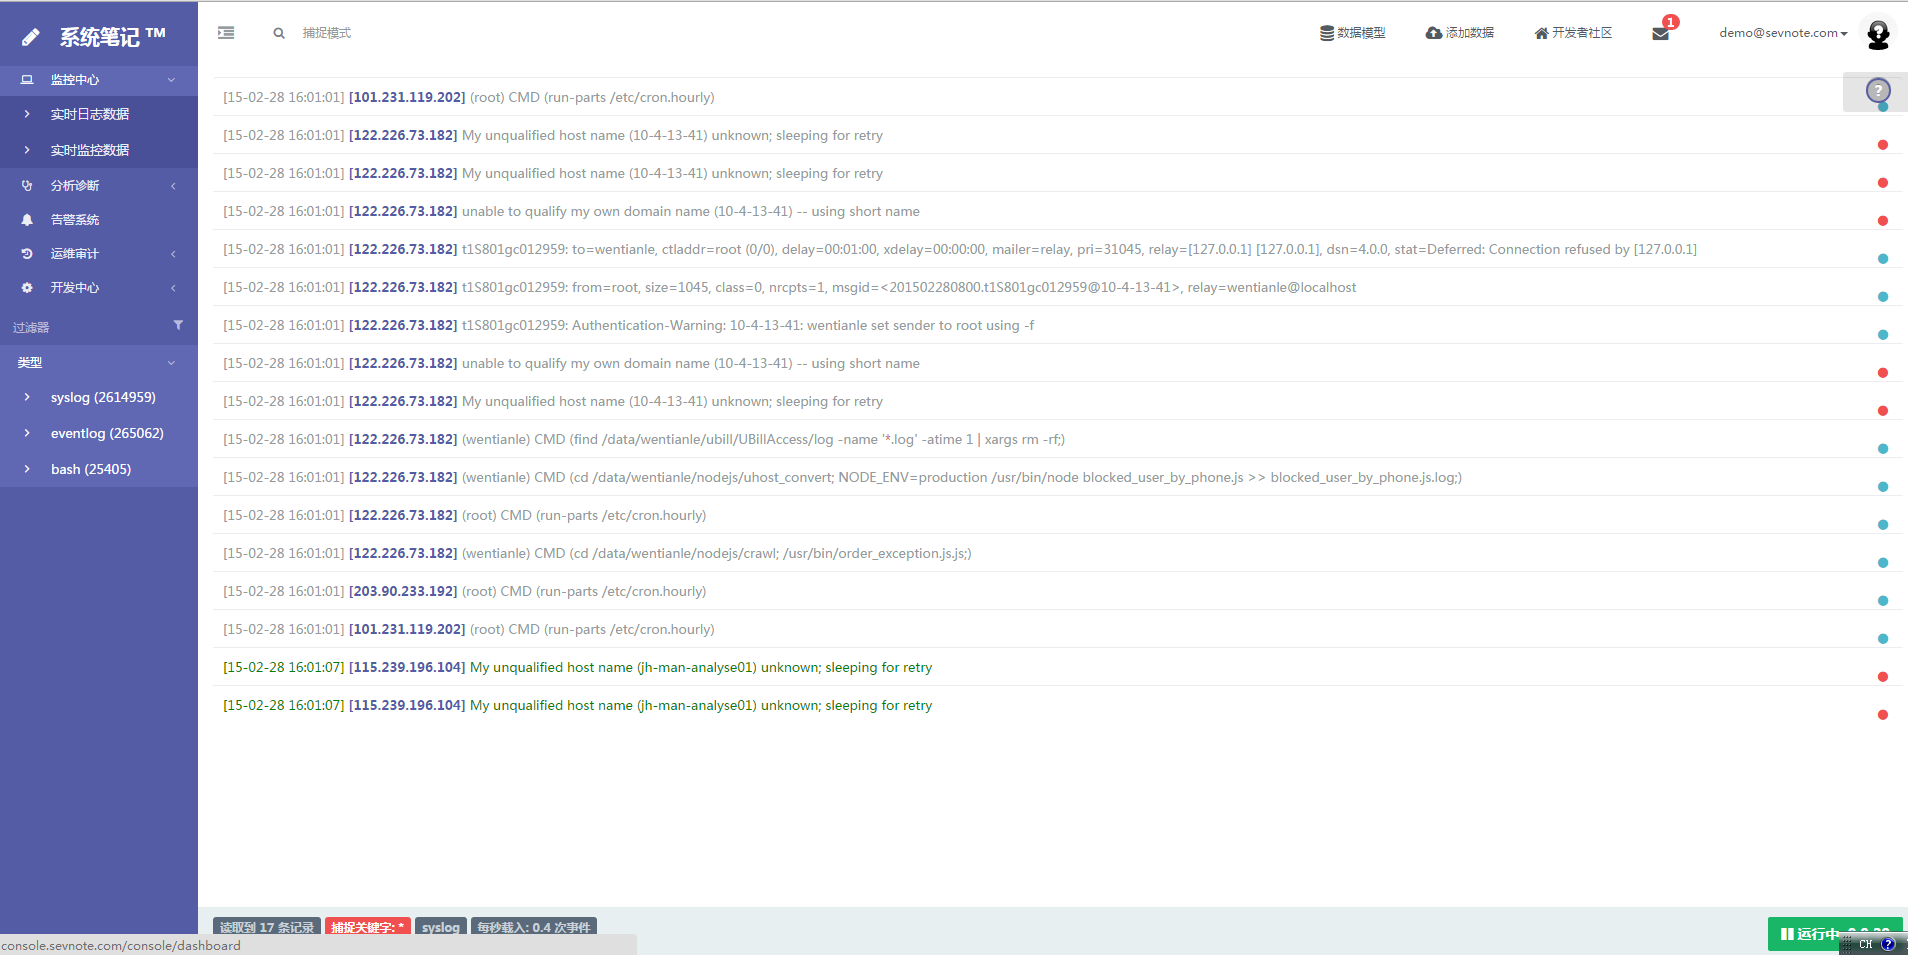 系统笔记 ™
捕捉模式
数据模型
添加数据
开发者社区
1
demo@sevnote.com
监控中心
实时日志数据
实时监控数据
分析诊断
告警系统
运维审计
开发中心
过滤器
类型
syslog (2614959)
eventlog (265062)
bash (25405)
?
[15-02-28 16:01:01] [101.231.119.202] (root) CMD (run-parts /etc/cron.hourly)
[15-02-28 16:01:01] [122.226.73.182] My unqualified host name (10-4-13-41) unknown; sleeping for retry
[15-02-28 16:01:01] [122.226.73.182] My unqualified host name (10-4-13-41) unknown; sleeping for retry
[15-02-28 16:01:01] [122.226.73.182] unable to qualify my own domain name (10-4-13-41) -- using short name
[15-02-28 16:01:01] [122.226.73.182] t1S801gc012959: to=wentianle, ctladdr=root (0/0), delay=00:01:00, xdelay=00:00:00, mailer=relay, pri=31045, relay=[127.0.0.1] [127.0.0.1], dsn=4.0.0, stat=Deferred: Connection refused by [127.0.0.1]
[15-02-28 16:01:01] [122.226.73.182] t1S801gc012959: from=root, size=1045, class=0, nrcpts=1, msgid=<201502280800.t1S801gc012959@10-4-13-41>, relay=wentianle@localhost
[15-02-28 16:01:01] [122.226.73.182] t1S801gc012959: Authentication-Warning: 10-4-13-41: wentianle set sender to root using -f
[15-02-28 16:01:01] [122.226.73.182] unable to qualify my own domain name (10-4-13-41) -- using short name
[15-02-28 16:01:01] [122.226.73.182] My unqualified host name (10-4-13-41) unknown; sleeping for retry
[15-02-28 16:01:01] [122.226.73.182] (wentianle) CMD (find /data/wentianle/ubill/UBillAccess/log -name '*.log' -atime 1 | xargs rm -rf;)
[15-02-28 16:01:01] [122.226.73.182] (wentianle) CMD (cd /data/wentianle/nodejs/uhost_convert; NODE_ENV=production /usr/bin/node blocked_user_by_phone.js >> blocked_user_by_phone.js.log;)
[15-02-28 16:01:01] [122.226.73.182] (root) CMD (run-parts /etc/cron.hourly)
[15-02-28 16:01:01] [122.226.73.182] (wentianle) CMD (cd /data/wentianle/nodejs/crawl; /usr/bin/order_exception.js.js;)
[15-02-28 16:01:01] [203.90.233.192] (root) CMD (run-parts /etc/cron.hourly)
[15-02-28 16:01:01] [101.231.119.202] (root) CMD (run-parts /etc/cron.hourly)
[15-02-28 16:01:07] [115.239.196.104] My unqualified host name (jh-man-analyse01) unknown; sleeping for retry
[15-02-28 16:01:07] [115.239.196.104] My unqualified host name (jh-man-analyse01) unknown; sleeping for retry
读取到 17 条记录
捕捉关键字: *
syslog
每秒载入: 0.4 次事件
运行中
console.sevnote.com/console/dashboard
CH
?